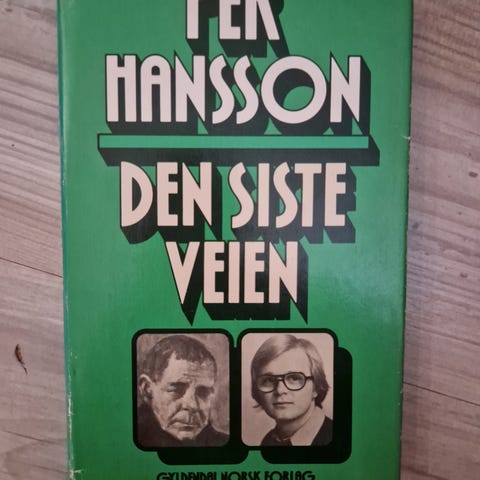 PER
HANSSON
DEN SISTE
VEIEN
GYLDENDAL NORSK FORLAG